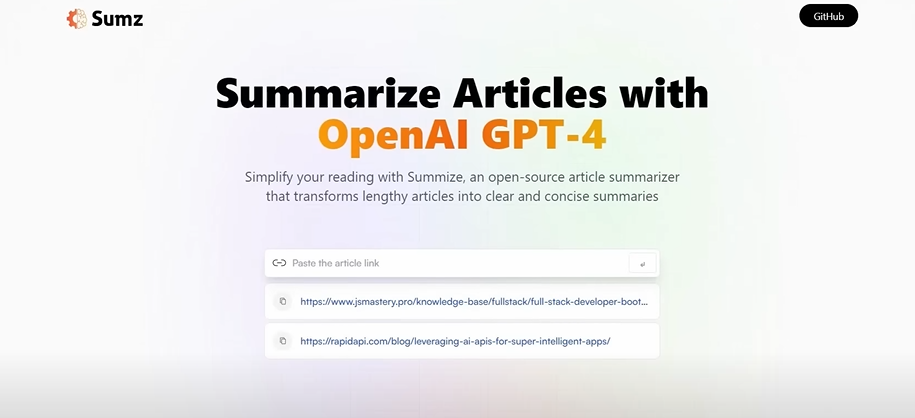 Sumz
GitHub
Summarize Articles with
OpenAI GPT-4
Simplify your reading with Summize, an open-source article summarizer
that transforms lengthy articles into clear and concise summaries
Paste the article link
https://www.jsmastery.pro/knowledge-base/fullstack/full-stack-developer-boot...
https://rapidapi.com/blog/leveraging-ai-apis-for-super-intelligent-apps/